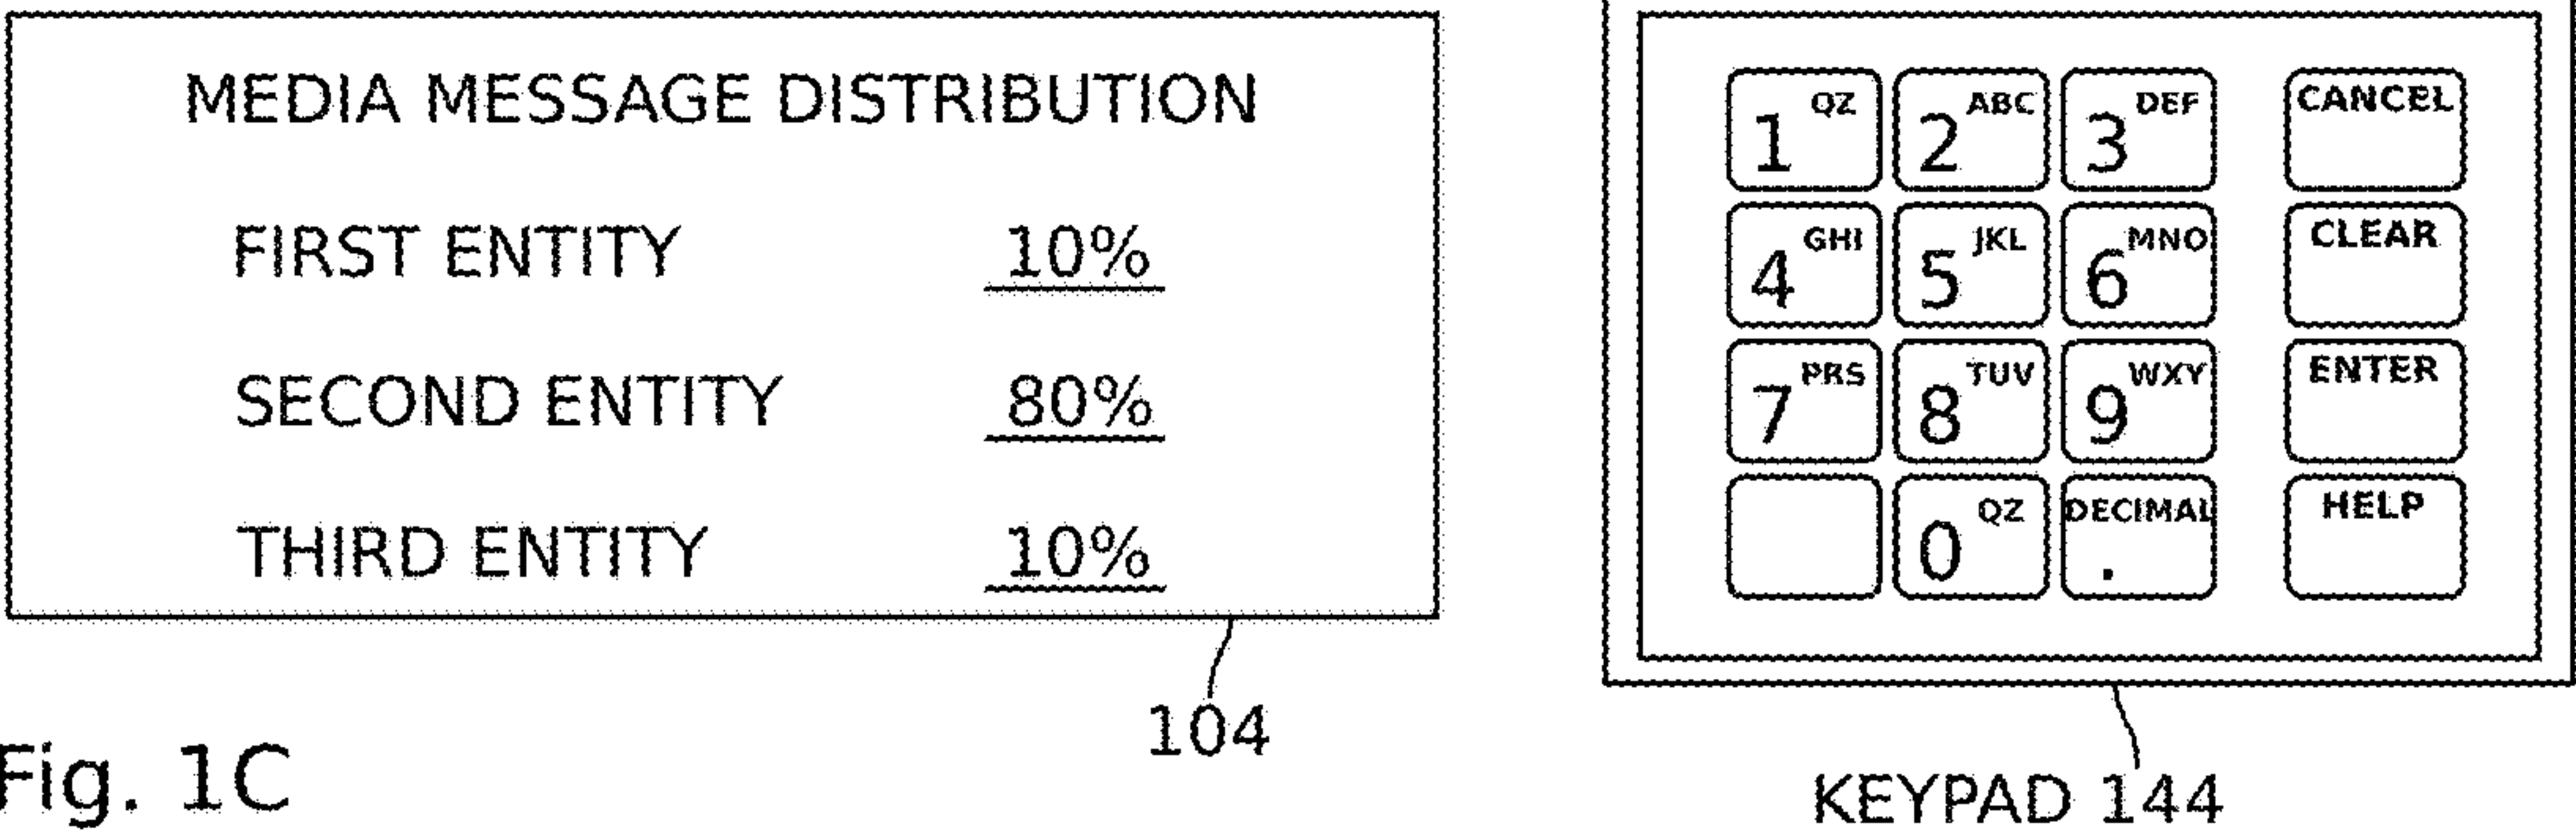 MEDIA MESSAGE DISTRIBUTION
FIRST ENTITY 10%
SECOND ENTITY 80%
THIRD ENTITY 10%
104
Fig. 1C
1 QZ 2 ABC 3 DEF CANCEL
4 GHI 5 JKL 6 MNO CLEAR
7 PRS 8 TUV 9 WXY ENTER
0 QZ DECIMAL . HELP
KEYPAD 144